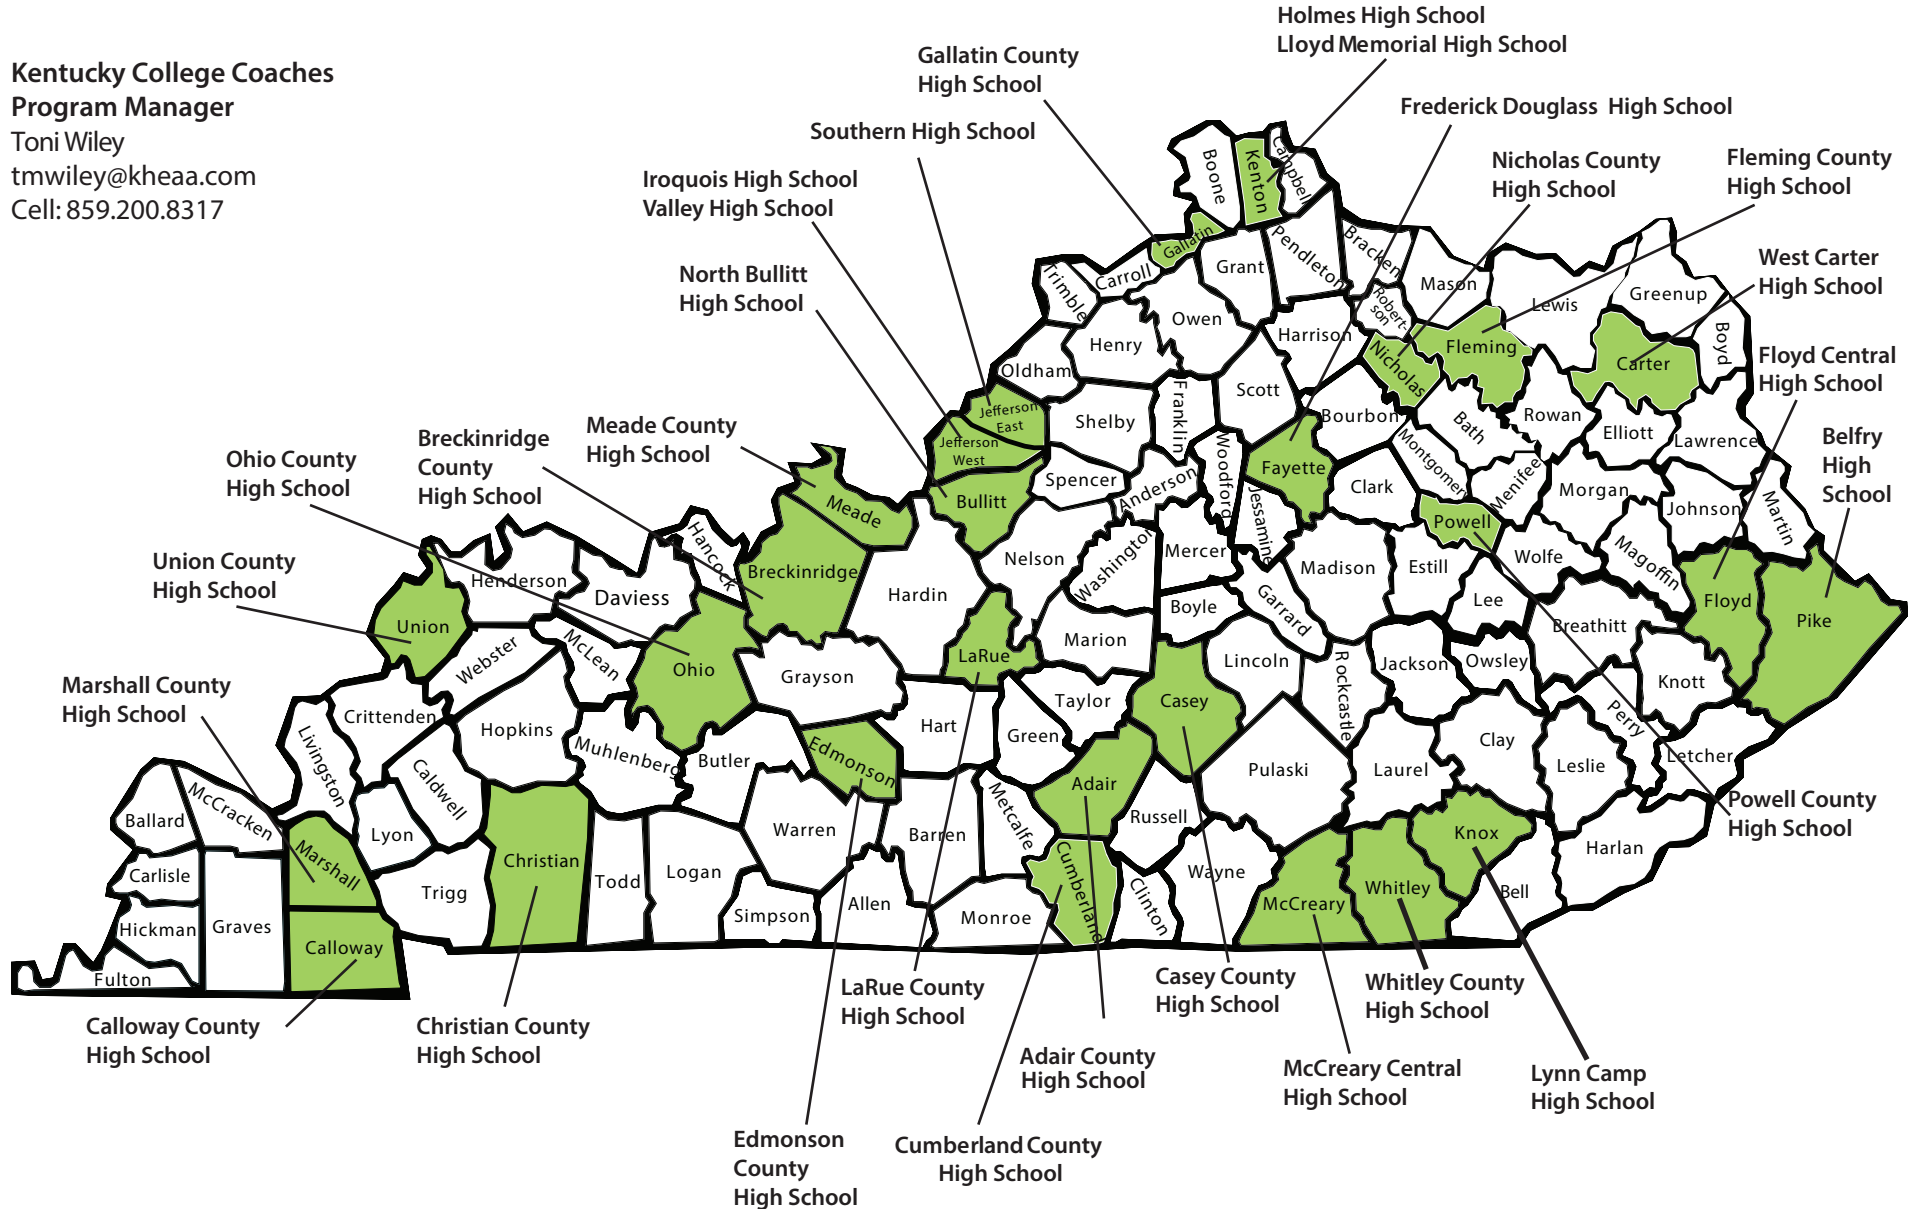 Kentucky College Coaches
Program Manager
Toni Wiley
tmwiley@kheaa.com
Cell: 859.200.8317
Holmes High School
Lloyd Memorial High School
Gallatin County
High School
Frederick Douglass High School
Southern High School
Nicholas County
High School
Fleming County
High School
Iroquois High School
Valley High School
West Carter
High School
North Bullitt
High School
Floyd Central
High School
Meade County
High School
Breckinridge
County
High School
Belfry
High
School
Ohio County
High School
Union County
High School
Marshall County
High School
Powell County
High School
Calloway County
High School
Christian County
High School
LaRue County
High School
Casey County
High School
Whitley County
High School
Adair County
High School
McCreary Central
High School
Lynn Camp
High School
Edmonson
County
High School
Cumberland County
High School
Boone
Kenton
Campbell
Gallatin
Carroll
Trimble
Grant
Pendleton
Bracken
Mason
Robert-
son
Lewis
Greenup
Boyd
Owen
Henry
Harrison
Nicholas
Fleming
Carter
Oldham
Jefferson
East
Jefferson
West
Shelby
Franklin
Scott
Bourbon
Bath
Rowan
Elliott
Lawrence
Bullitt
Spencer
Anderson
Woodford
Fayette
Jessamine
Clark
Montgomery
Menifee
Morgan
Johnson
Martin
Powell
Meade
Breckinridge
Hancock
Hardin
Nelson
Washington
Mercer
Madison
Estill
Wolfe
Magoffin
Floyd
Pike
Henderson
Daviess
Union
Webster
McLean
Ohio
Grayson
LaRue
Marion
Boyle
Garrard
Lincoln
Rockcastle
Jackson
Lee
Owsley
Breathitt
Knott
Perry
Letcher
Crittenden
Livingston
Hopkins
Caldwell
Muhlenberg
Butler
Edmonson
Hart
Green
Taylor
Casey
Adair
Pulaski
Laurel
Clay
Leslie
Ballard
McCracken
Carlisle
Hickman
Fulton
Graves
Marshall
Calloway
Lyon
Trigg
Christian
Todd
Logan
Simpson
Warren
Allen
Barren
Metcalfe
Monroe
Cumberland
Clinton
Russell
Wayne
McCreary
Whitley
Knox
Bell
Harlan